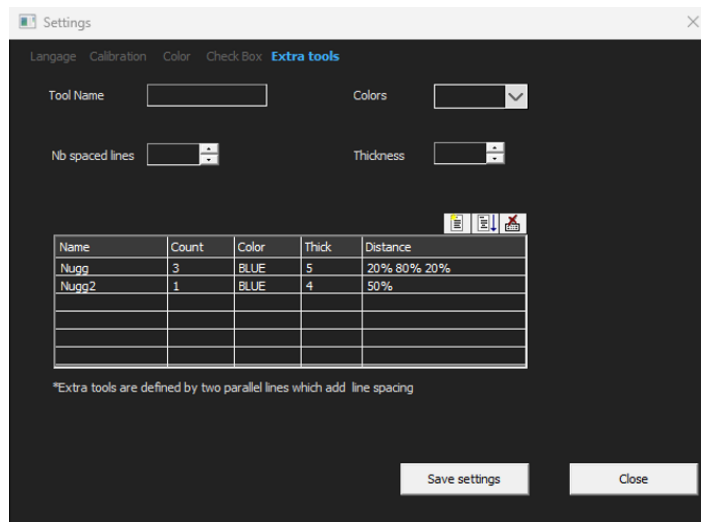 Settings
Langage Calibration Color Check Box Extra tools
Tool Name Colors
Nb spaced lines Thickness
Name Count Color Thick Distance
Nugg 3 BLUE 5 20% 80% 20%
Nugg2 1 BLUE 4 50%
*Extra tools are defined by two parallel lines which add line spacing
Save settings Close